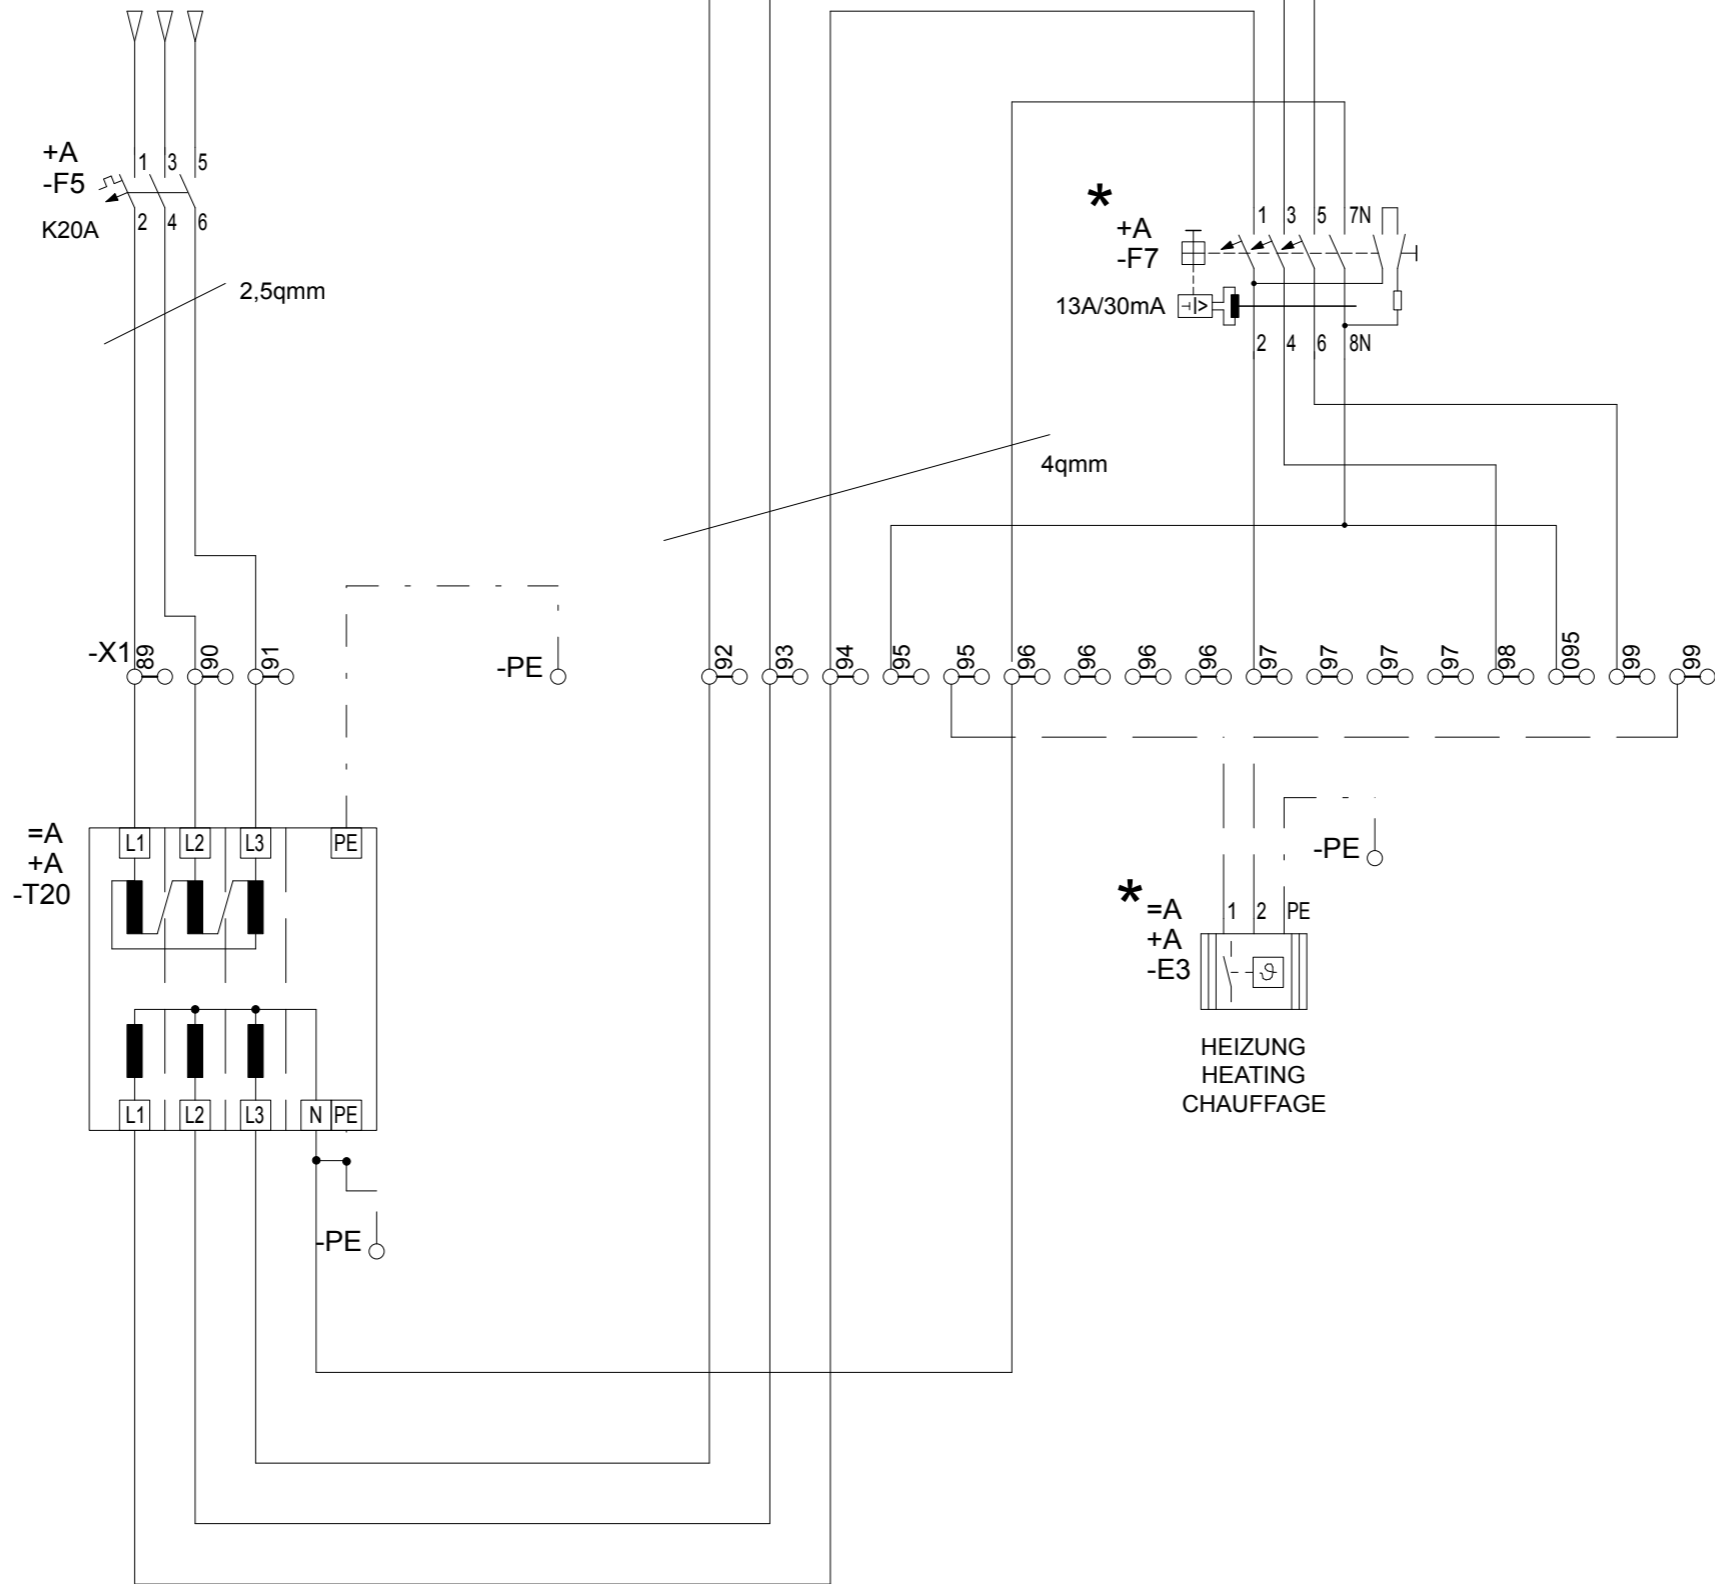 +A
-F5
K20A
1 3 5
2 4 6
2,5qmm
*
+A
-F7
13A/30mA
1 3 5 7N
2 4 6 8N
4qmm
-X1 89 90 91
-PE
92 93 94 95 95 96 96 96 96 97 97 97 97 98 095 99 99
=A
+A
-T20
L1 L2 L3 PE
L1 L2 L3 N PE
-PE
-PE
*
=A
+A
-E3
1 2 PE
ϑ
HEIZUNG
HEATING
CHAUFFAGE